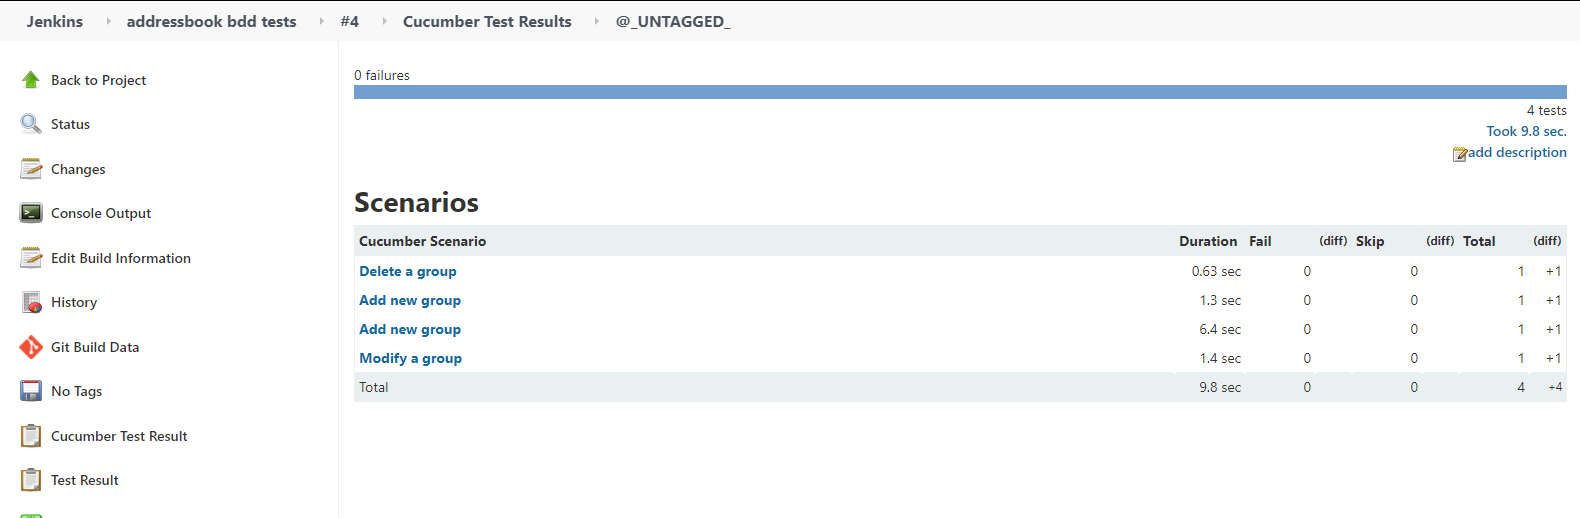 Jenkins addressbook bdd tests #4 Cucumber Test Results @_UNTAGGED_
Back to Project
Status
Changes
Console Output
Edit Build Information
History
Git Build Data
No Tags
Cucumber Test Result
Test Result
0 failures
4 tests
Took 9.8 sec.
add description
Scenarios
Cucumber Scenario Duration Fail (diff) Skip (diff) Total (diff)
Delete a group 0.63 sec 0 0 1 +1
Add new group 1.3 sec 0 0 1 +1
Add new group 6.4 sec 0 0 1 +1
Modify a group 1.4 sec 0 0 1 +1
Total 9.8 sec 0 0 4 +4